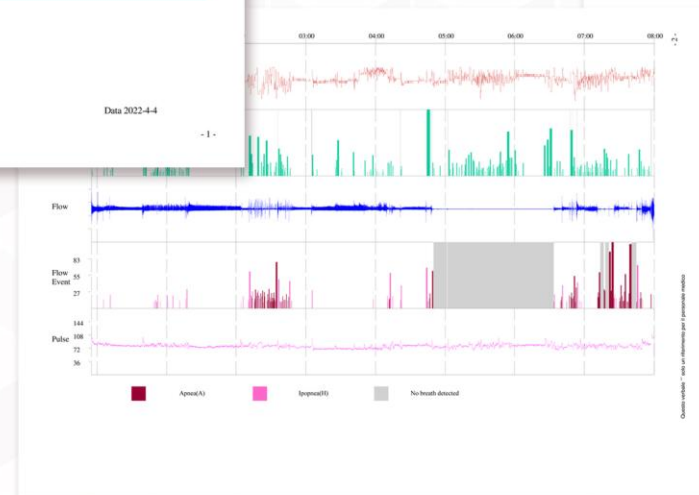 Data 2022-4-4
- 1 -
03:00 04:00 05:00 06:00 07:00 08:00
- 2 -
Flow
Flow
Event
83
55
27
Pulse
144
108
72
36
Apnea(A) Ipopnea(H) No breath detected
Questo verbale `` solo un riferimento per il personale medico